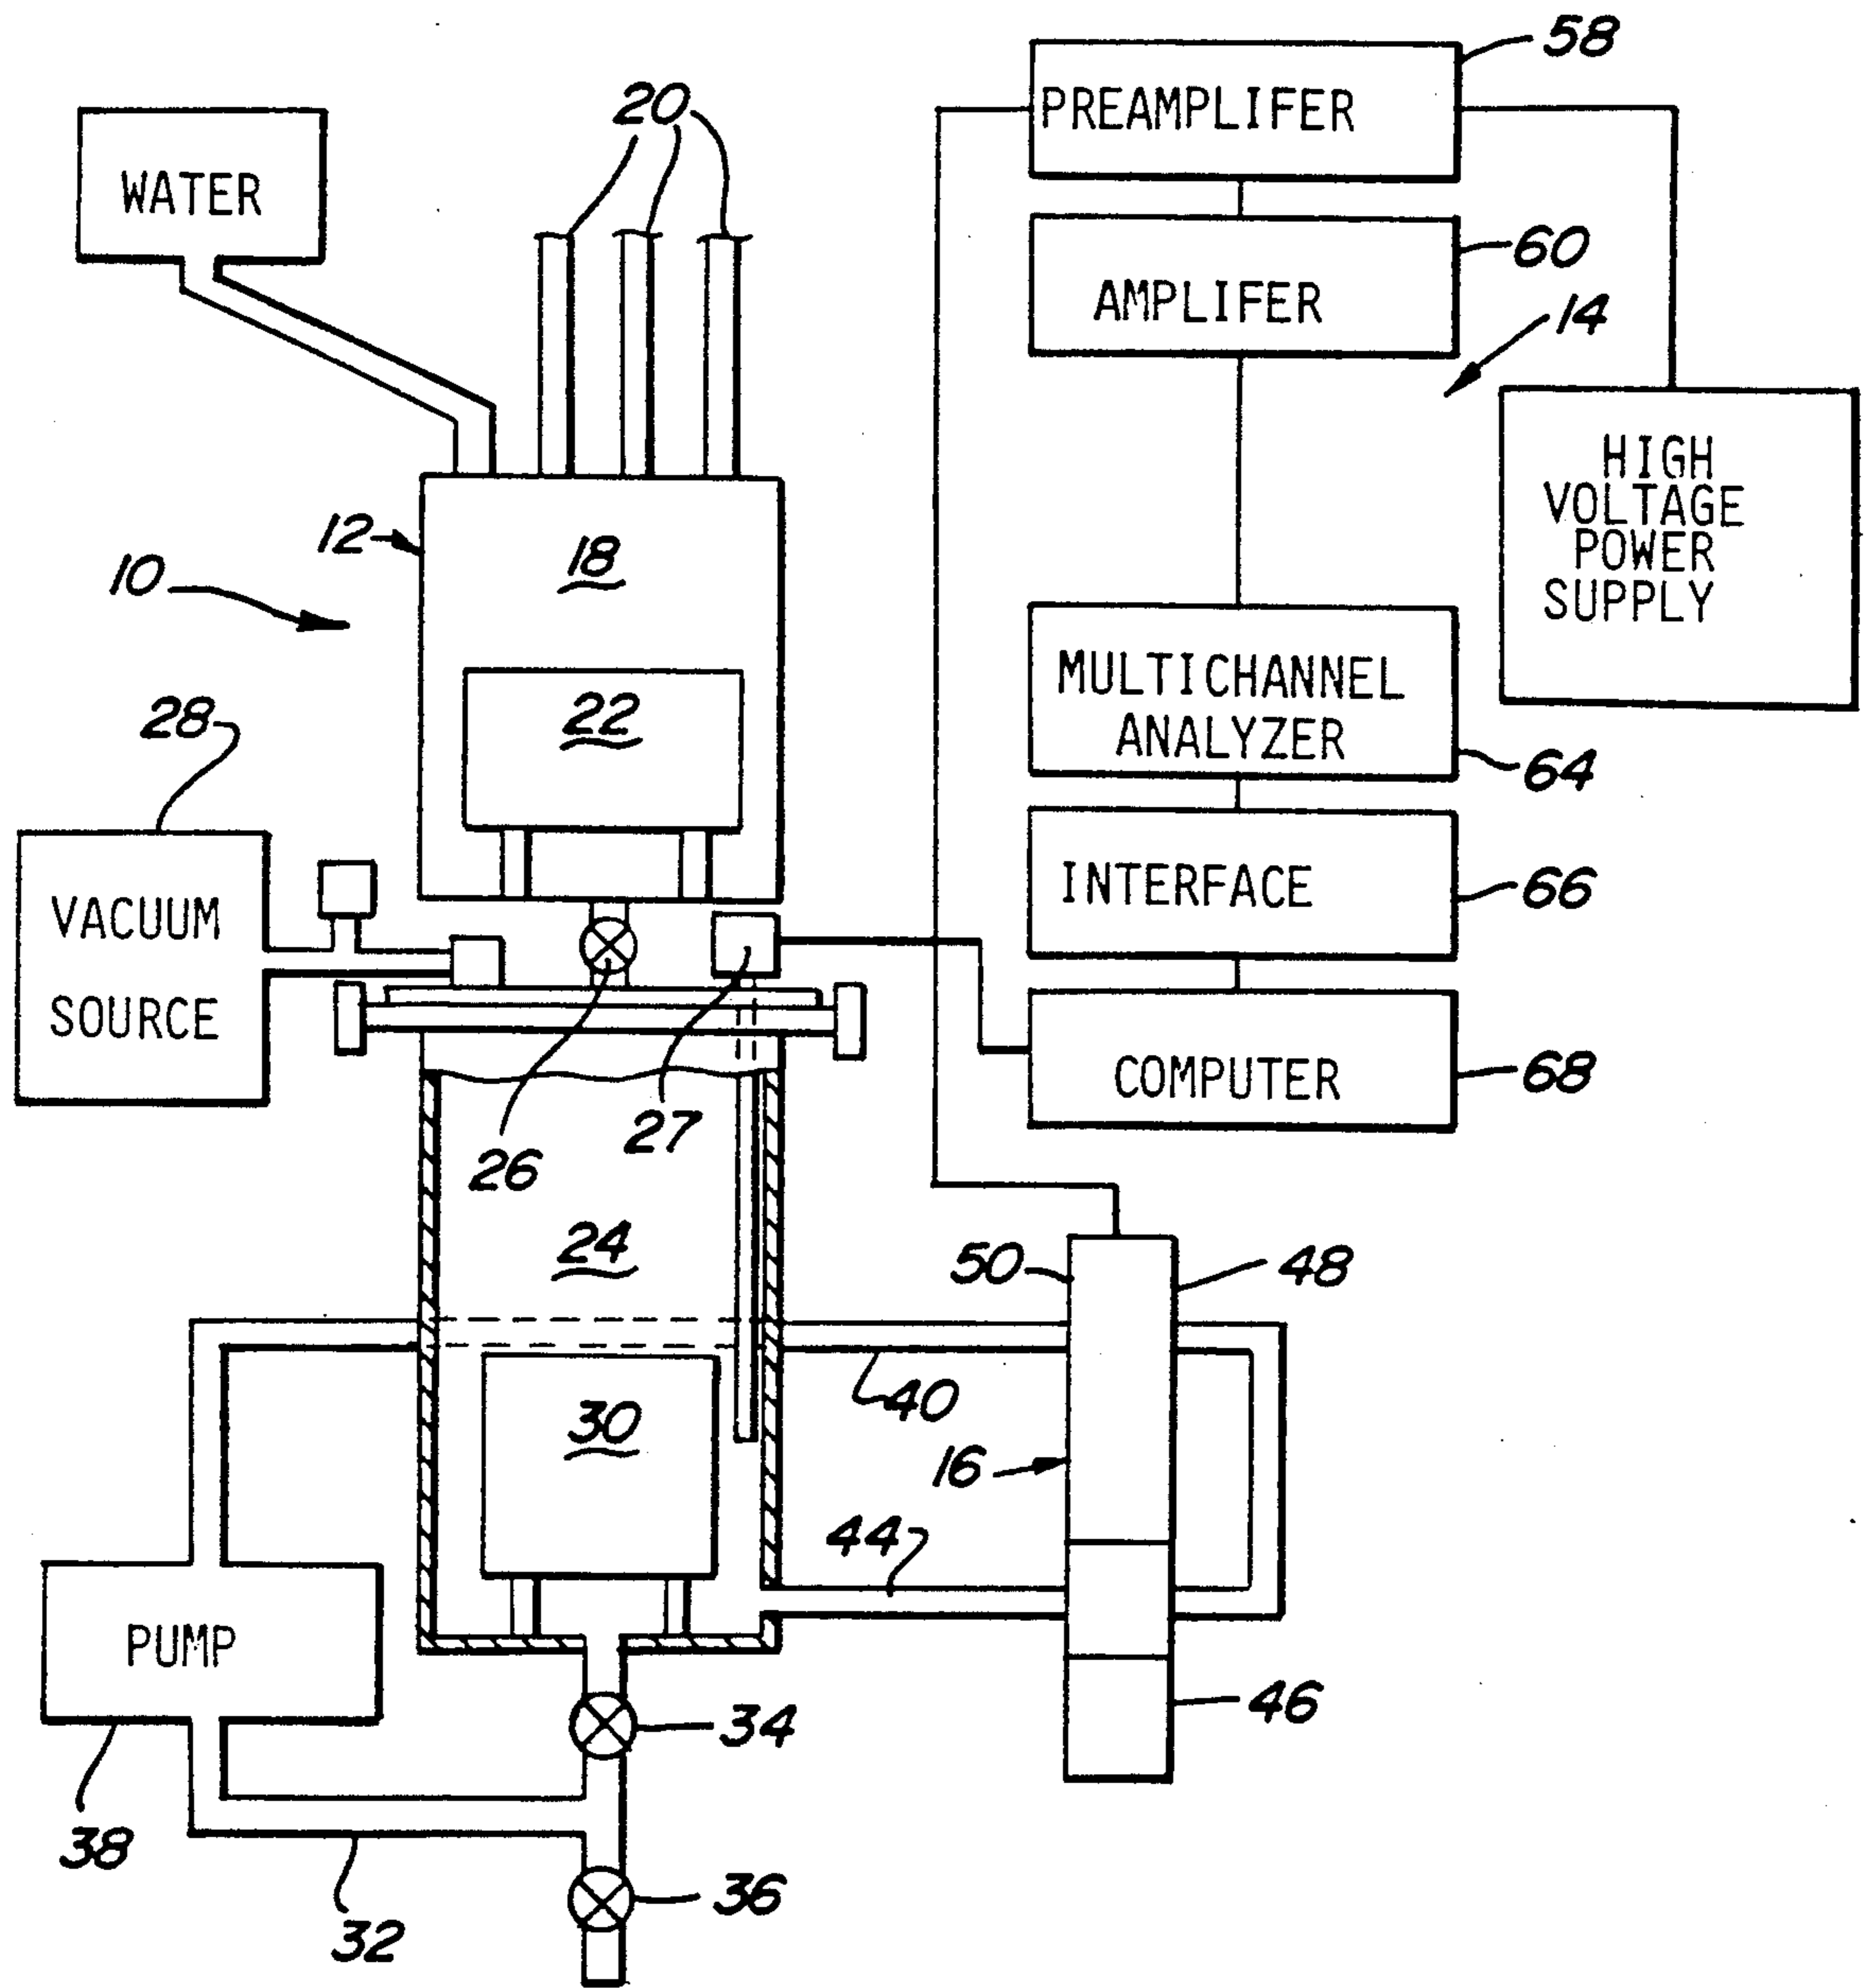 58
PREAMPLIFER
20
WATER
60
AMPLIFER
14
HIGH
VOLTAGE
POWER
SUPPLY
12
18
10
22
MULTICHANNEL
ANALYZER
64
28
INTERFACE
66
VACUUM
SOURCE
COMPUTER
68
27
26
24
50
48
40
30
16
44
PUMP
46
34
38
36
32